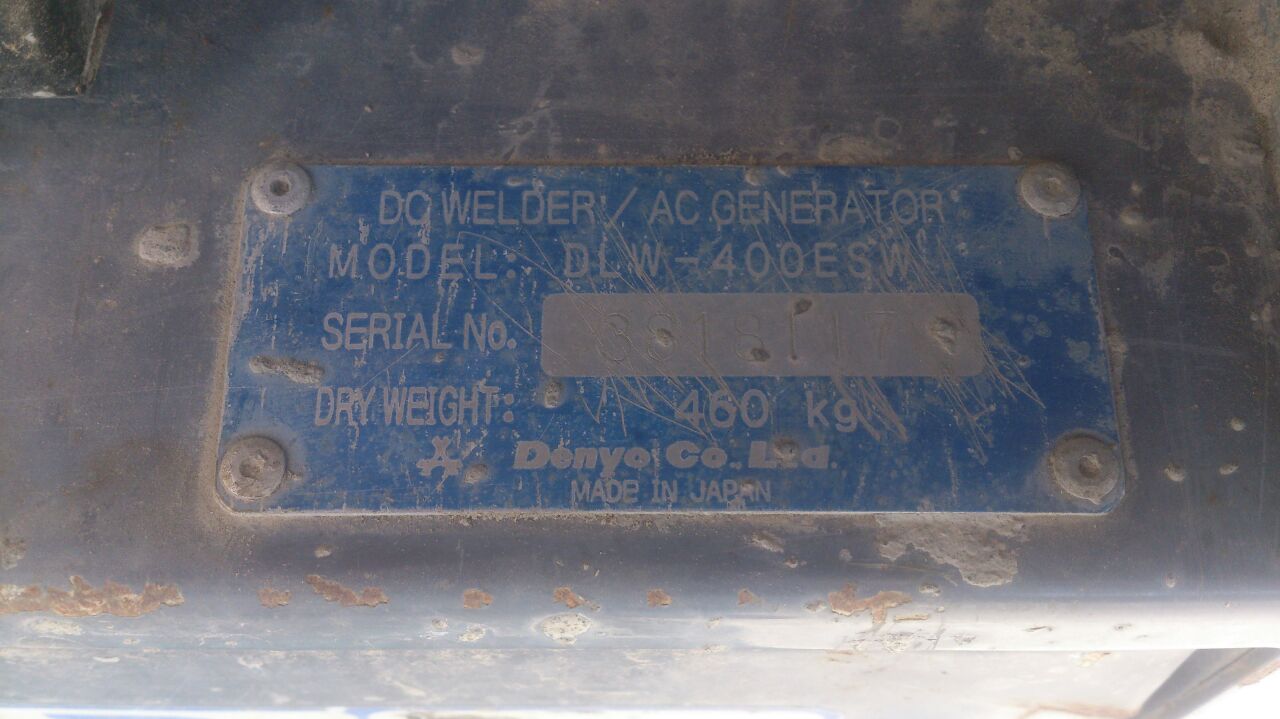 DC WELDER / AC GENERATOR
MODEL: DLW-400ESW
SERIAL No.
DRY WEIGHT: 460 kg
Denyo Co., Ltd.
MADE IN JAPAN